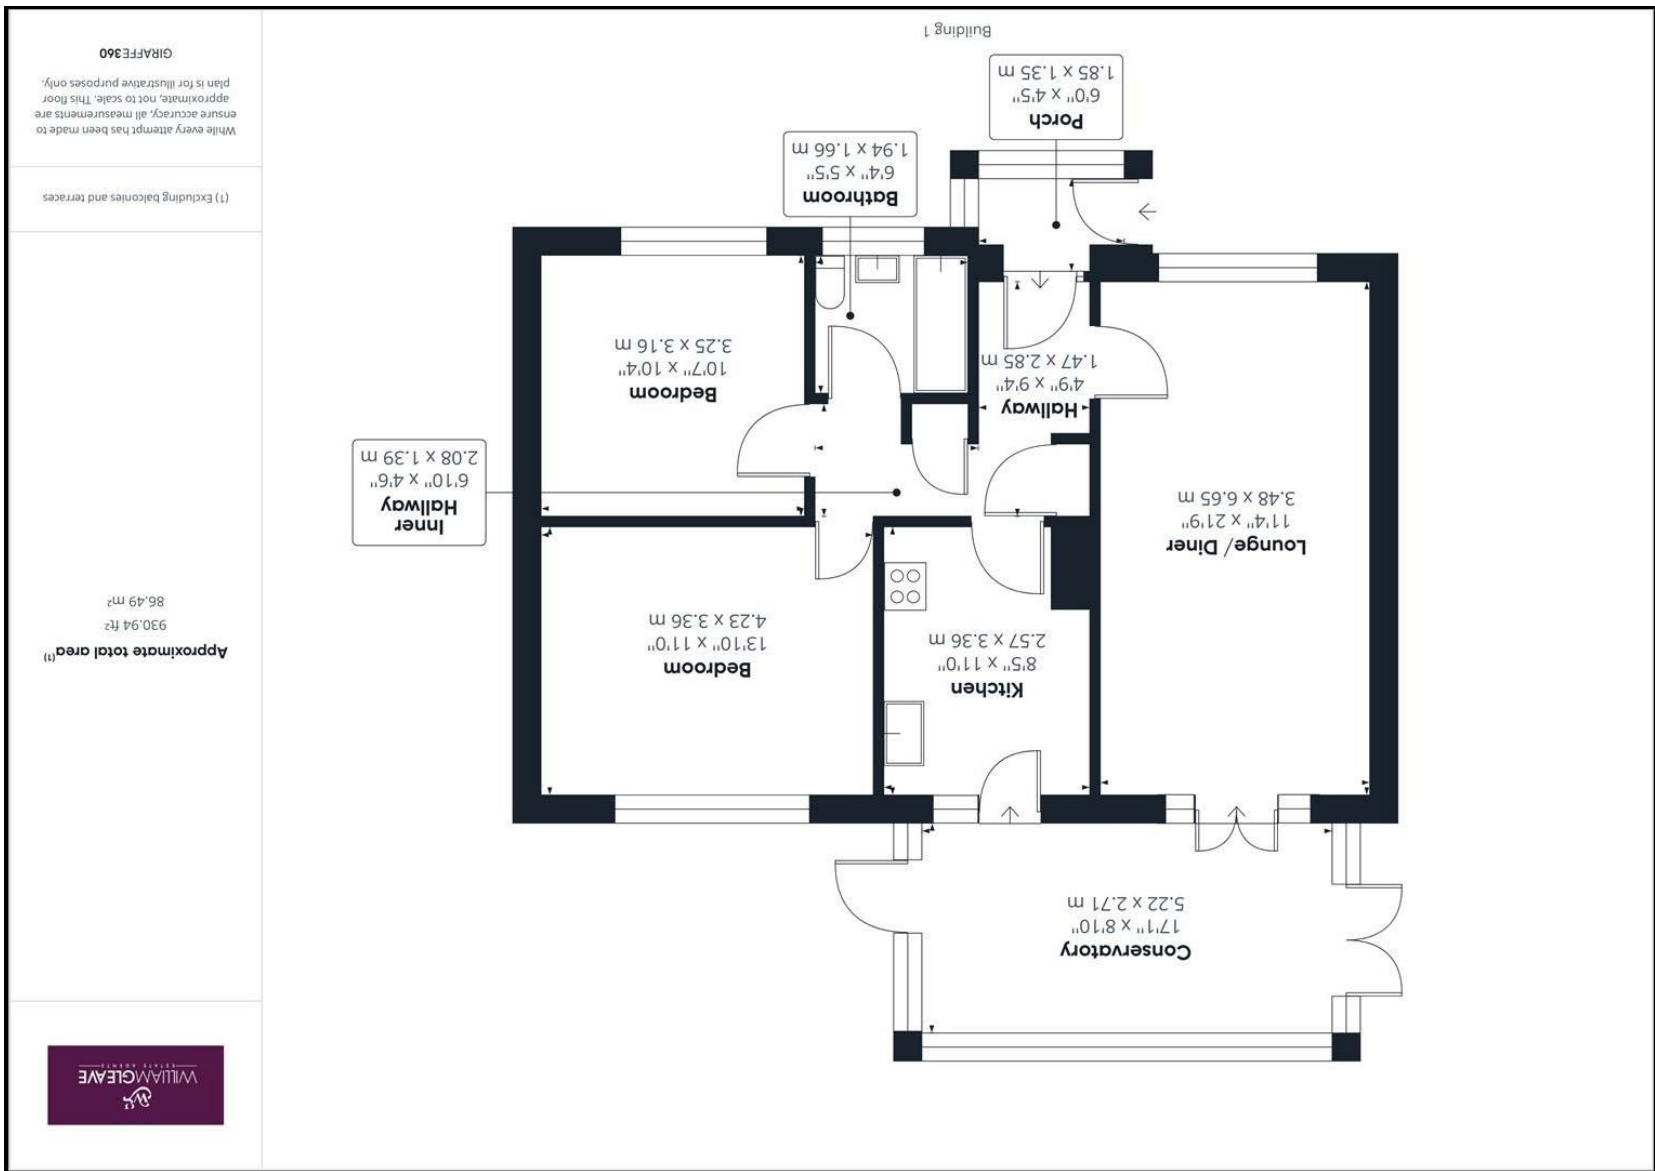 Conservatory
17'1" x 8'10"
5.22 x 2.71 m
Lounge/ Diner
11'4" x 21'9"
3.48 x 6.65 m
Kitchen
8'5" x 11'0"
2.57 x 3.36 m
Bedroom
13'10" x 11'0"
4.23 x 3.36 m
Inner
Hallway
6'10" x 4'6"
2.08 x 1.39 m
Hallway
4'9" x 9'4"
1.47 x 2.85 m
Bedroom
10'7" x 10'4"
3.25 x 3.16 m
Bathroom
6'4" x 5'5"
1.94 x 1.66 m
Porch
6'0" x 4'5"
1.85 x 1.35 m
Building 1
WILLIAMGLEAVE
ESTATE AGENTS
Approximate total area(1)
930.94 ft²
86.49 m²
(1) Excluding balconies and terraces
While every attempt has been made to
ensure accuracy, all measurements are
approximate, not to scale. This floor
plan is for illustrative purposes only.
GIRAFFE360